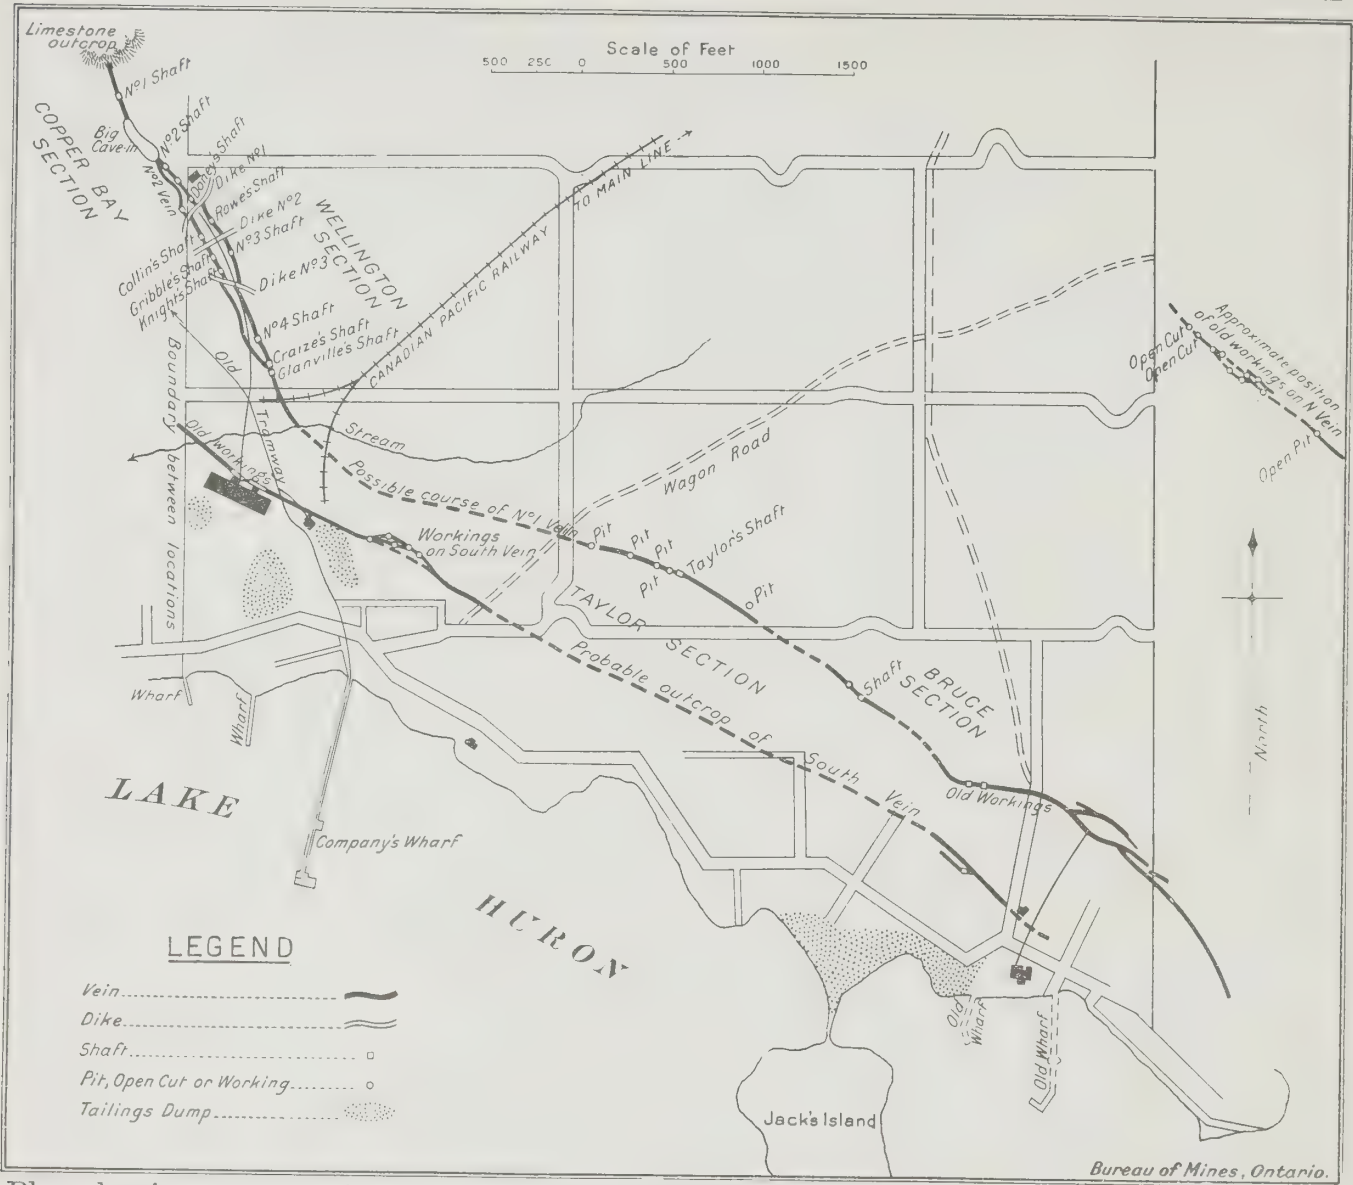 Limestone
outcrop
Scale of Feet
500 250 0 500 1000 1500
Nº1 Shaft
COPPER BAY
SECTION
Big
Cave-in
Nº2 Shaft
Doney's Shaft
Dike Nº1
Nº2 Vein
Rowe's Shaft
Dike Nº2
Nº3 Shaft
WELLINGTON
SECTION
Collin's Shaft
Gribble's Shaft
Knight's Shaft
Dike Nº3
Nº4 Shaft
Craize's Shaft
Glanville's Shaft
CANADIAN PACIFIC RAILWAY
TO MAIN LINE
Boundary between locations
Old Tramway
Old Workings
Stream
Possible course of Nº1 Vein
Wagon Road
Workings
on South Vein
Pit
Pit
Pit
Pit
Taylor's Shaft
Pit
Open Cut
Open Cut
Approximate position
of old workings on N Vein
Open Pit
TAYLOR
SECTION
Probable outcrop of South Vein
Shaft
BRUCE
SECTION
Old Workings
North
Wharf
Wharf
LAKE
HURON
Company's Wharf
Old
Wharf
Old Wharf
Jack's Island
LEGEND
Vein
Dike
Shaft
Pit, Open Cut or Working
Tailings Dump
Bureau of Mines, Ontario.